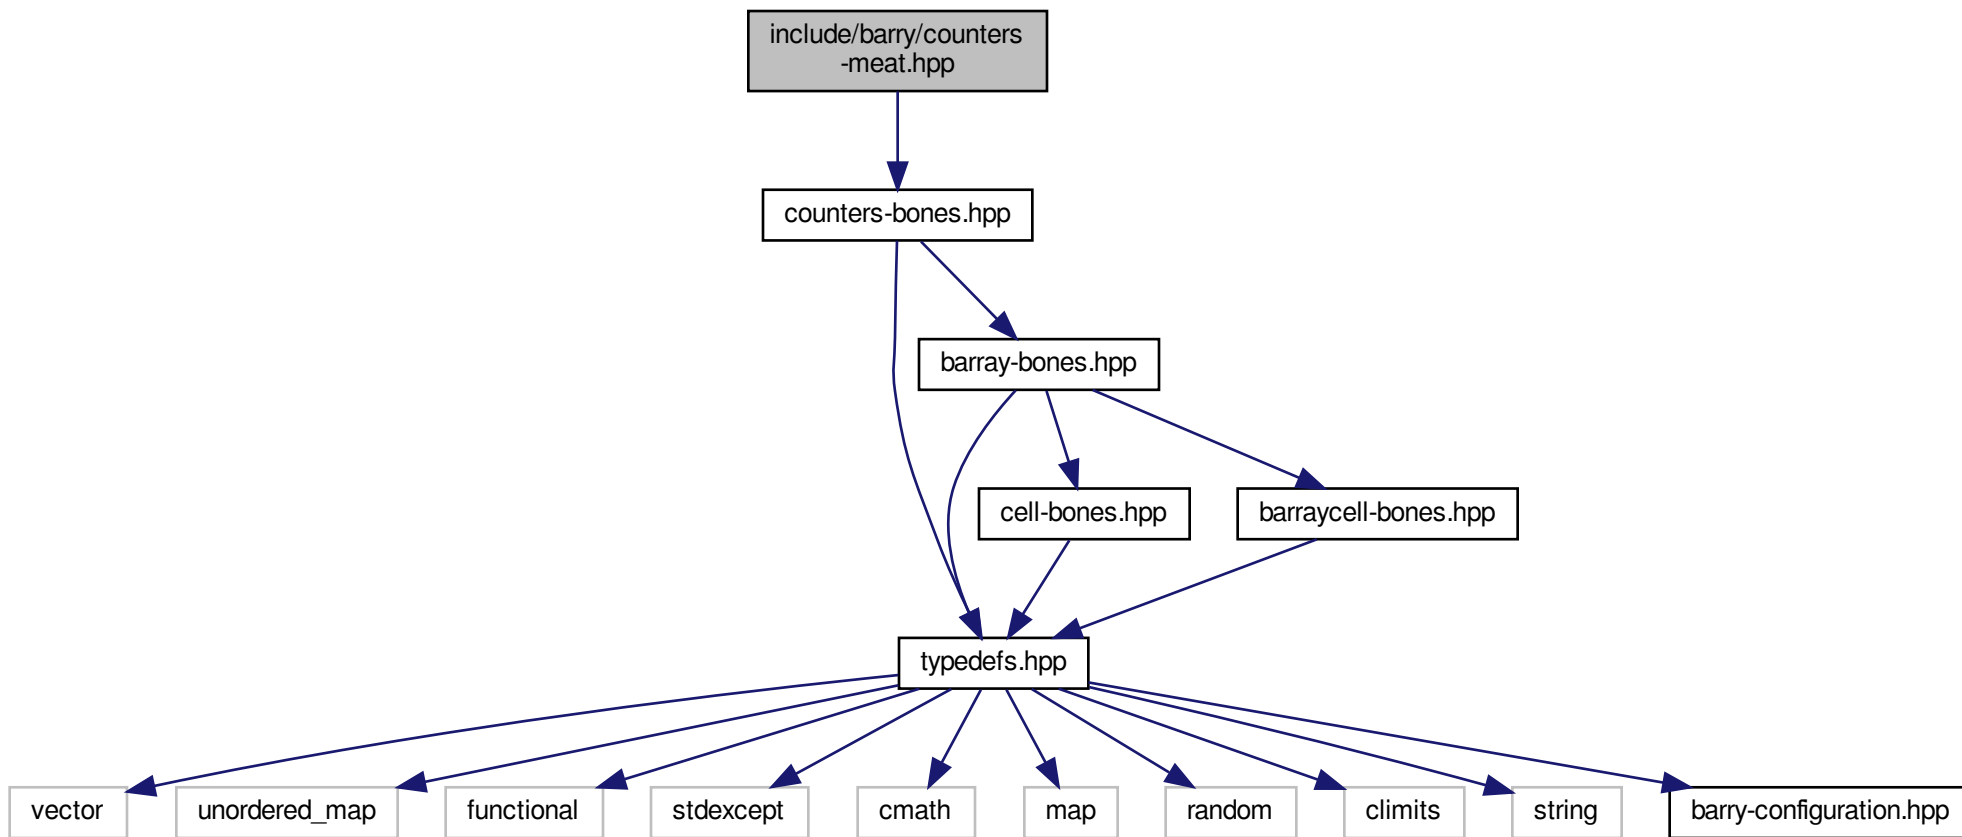 include/barry/counters
-meat.hpp
counters-bones.hpp
barray-bones.hpp
cell-bones.hpp
barraycell-bones.hpp
typedefs.hpp
vector
unordered_map
functional
stdexcept
cmath
map
random
climits
string
barry-configuration.hpp